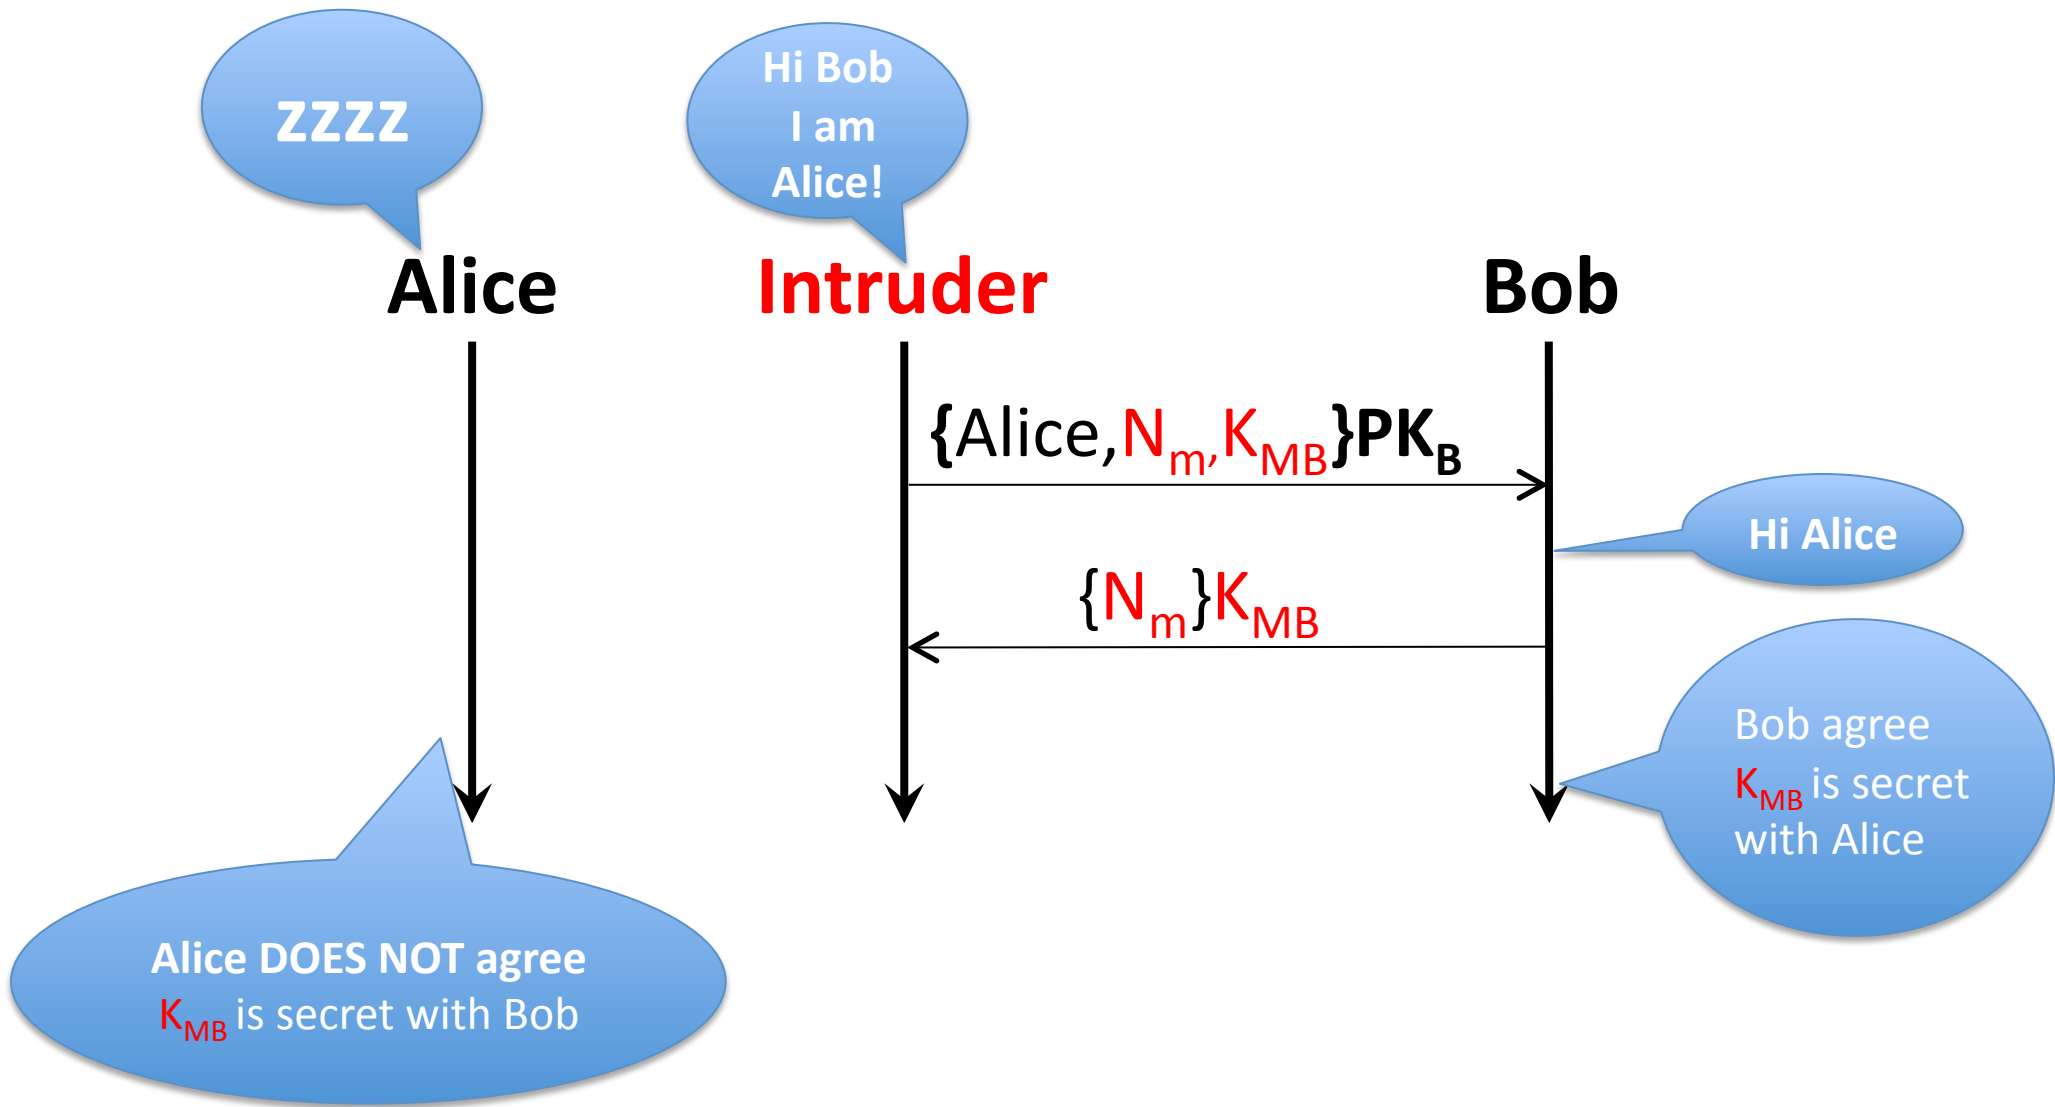 zzzz
Hi Bob
I am
Alice!
Alice
Intruder
Bob
{Alice,Nm,KMB}PKB
Hi Alice
{Nm}KMB
Bob agree
KMB is secret
with Alice
Alice DOES NOT agree
KMB is secret with Bob